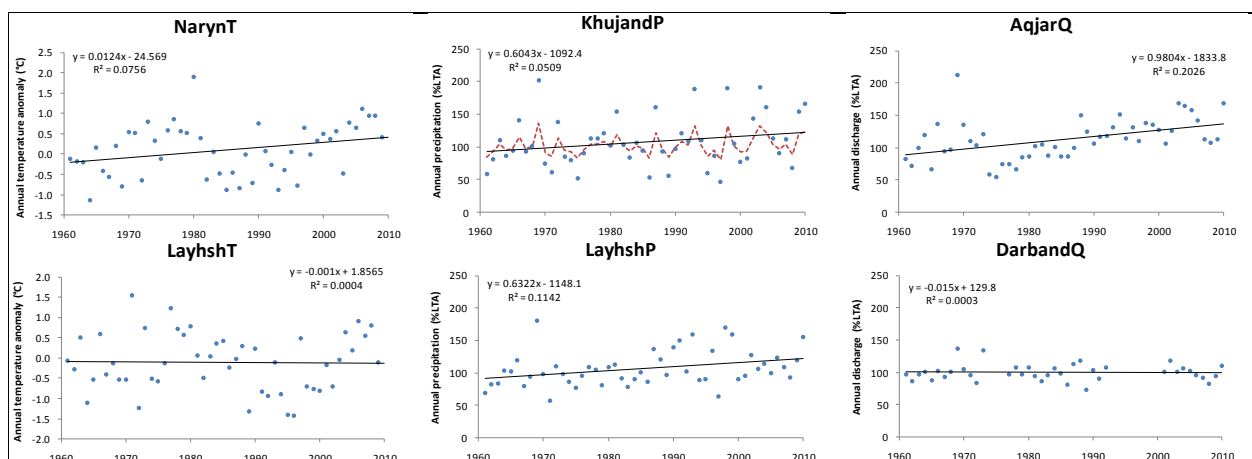 NarynT
Annual temperature anomaly (°C)
2.5
2.0
1.5
1.0
0.5
0.0
-0.5
-1.0
-1.5
y = 0.0124x - 24.569
R² = 0.0756
1960 1970 1980 1990 2000 2010
KhujandP
Annual precipitation (%LTA)
250
200
150
100
50
0
y = 0.6043x - 1092.4
R² = 0.0509
1960 1970 1980 1990 2000 2010
AqjarQ
Annual discharge (%LTA)
250
200
150
100
50
0
y = 0.9804x - 1833.8
R² = 0.2026
1960 1970 1980 1990 2000 2010
LayhshT
Annual temperature anomaly (°C)
2.0
1.5
1.0
0.5
0.0
-0.5
-1.0
-1.5
-2.0
y = -0.001x + 1.8565
R² = 0.0004
1960 1970 1980 1990 2000 2010
LayhshP
Annual precipitation (%LTA)
250
200
150
100
50
0
y = 0.6322x - 1148.1
R² = 0.1142
1960 1970 1980 1990 2000 2010
DarbandQ
Annual discharge (%LTA)
250
200
150
100
50
0
y = -0.015x + 129.8
R² = 0.0003
1960 1970 1980 1990 2000 2010